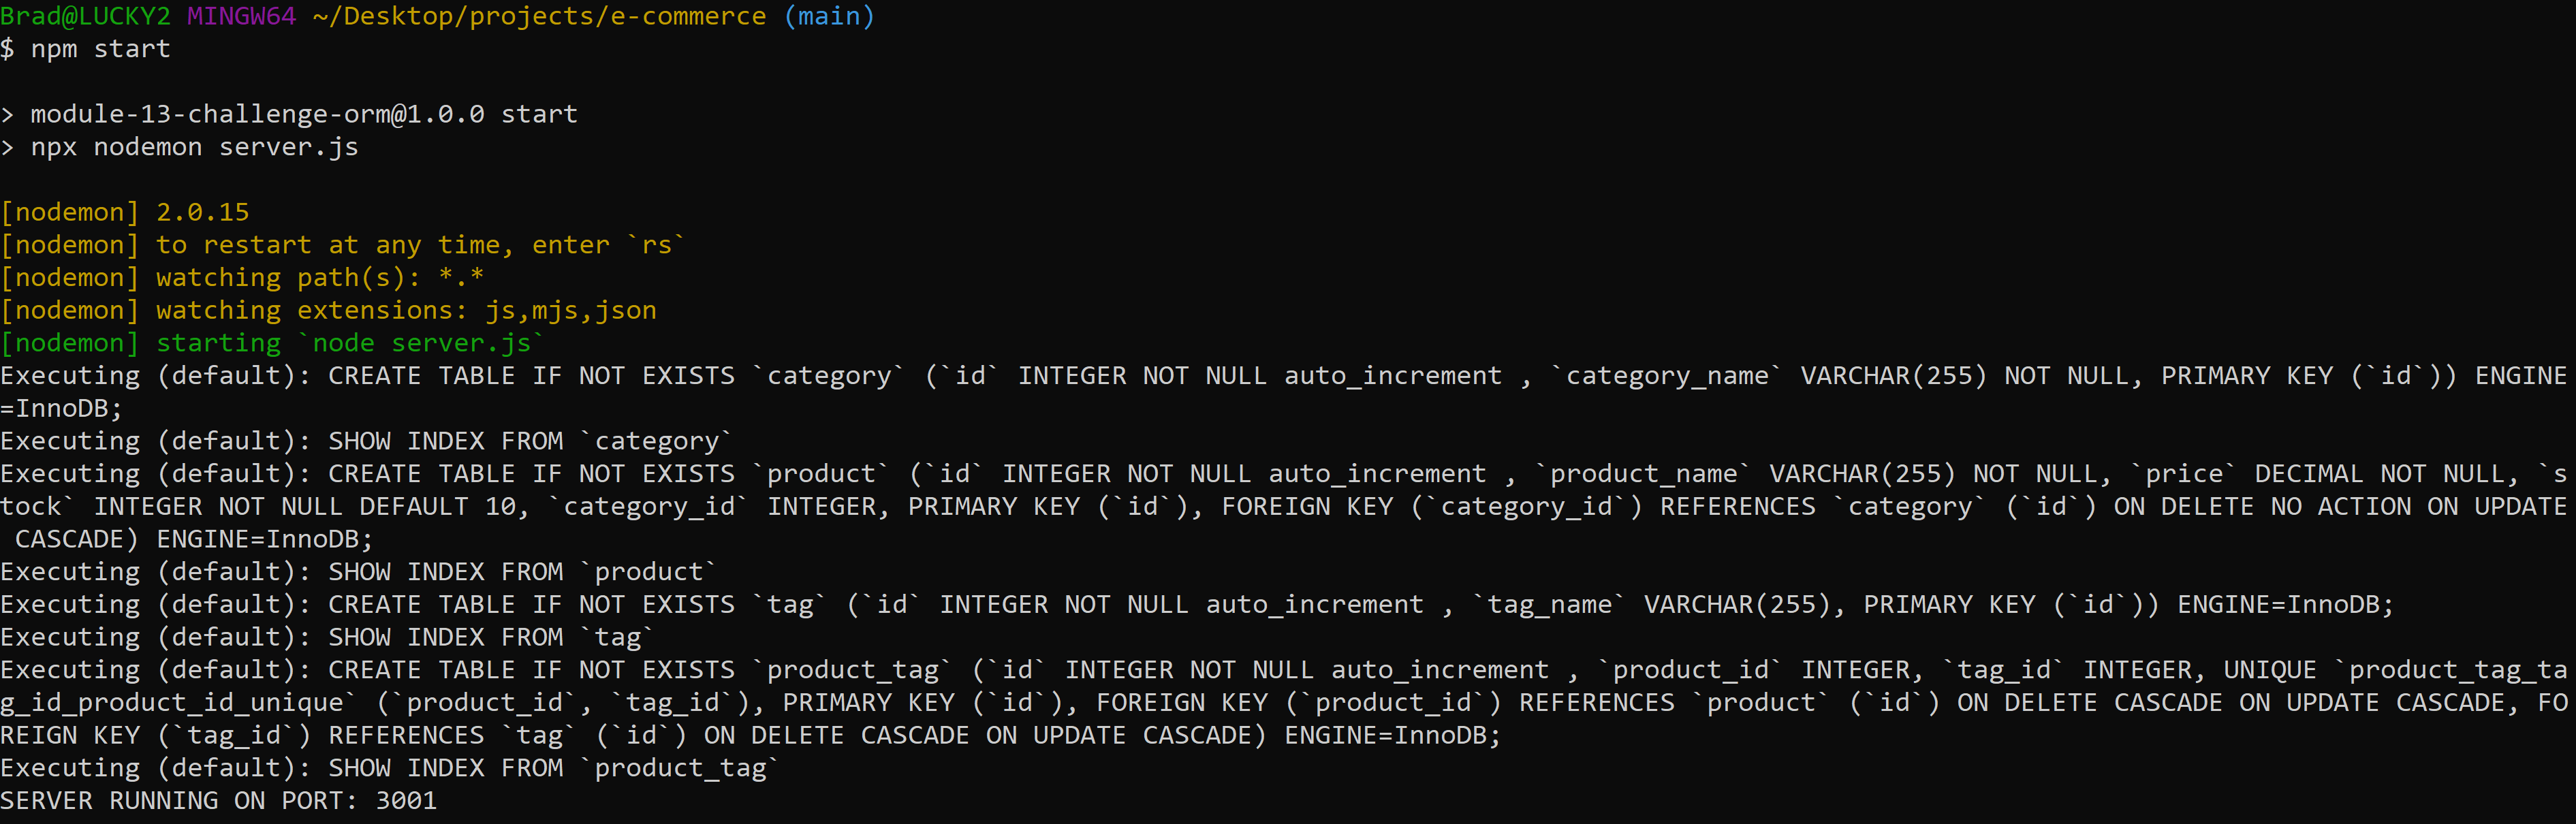 Brad@LUCKY2 MINGW64 ~/Desktop/projects/e-commerce (main)
$ npm start
> module-13-challenge-orm@1.0.0 start
> npx nodemon server.js
[nodemon] 2.0.15
[nodemon] to restart at any time, enter `rs`
[nodemon] watching path(s): *.*
[nodemon] watching extensions: js,mjs,json
[nodemon] starting `node server.js`
Executing (default): CREATE TABLE IF NOT EXISTS `category` (`id` INTEGER NOT NULL auto_increment , `category_name` VARCHAR(255) NOT NULL, PRIMARY KEY (`id`)) ENGINE
=InnoDB;
Executing (default): SHOW INDEX FROM `category`
Executing (default): CREATE TABLE IF NOT EXISTS `product` (`id` INTEGER NOT NULL auto_increment , `product_name` VARCHAR(255) NOT NULL, `price` DECIMAL NOT NULL, `s
tock` INTEGER NOT NULL DEFAULT 10, `category_id` INTEGER, PRIMARY KEY (`id`), FOREIGN KEY (`category_id`) REFERENCES `category` (`id`) ON DELETE NO ACTION ON UPDATE
 CASCADE) ENGINE=InnoDB;
Executing (default): SHOW INDEX FROM `product`
Executing (default): CREATE TABLE IF NOT EXISTS `tag` (`id` INTEGER NOT NULL auto_increment , `tag_name` VARCHAR(255), PRIMARY KEY (`id`)) ENGINE=InnoDB;
Executing (default): SHOW INDEX FROM `tag`
Executing (default): CREATE TABLE IF NOT EXISTS `product_tag` (`id` INTEGER NOT NULL auto_increment , `product_id` INTEGER, `tag_id` INTEGER, UNIQUE `product_tag_ta
g_id_product_id_unique` (`product_id`, `tag_id`), PRIMARY KEY (`id`), FOREIGN KEY (`product_id`) REFERENCES `product` (`id`) ON DELETE CASCADE ON UPDATE CASCADE, FO
REIGN KEY (`tag_id`) REFERENCES `tag` (`id`) ON DELETE CASCADE ON UPDATE CASCADE) ENGINE=InnoDB;
Executing (default): SHOW INDEX FROM `product_tag`
SERVER RUNNING ON PORT: 3001